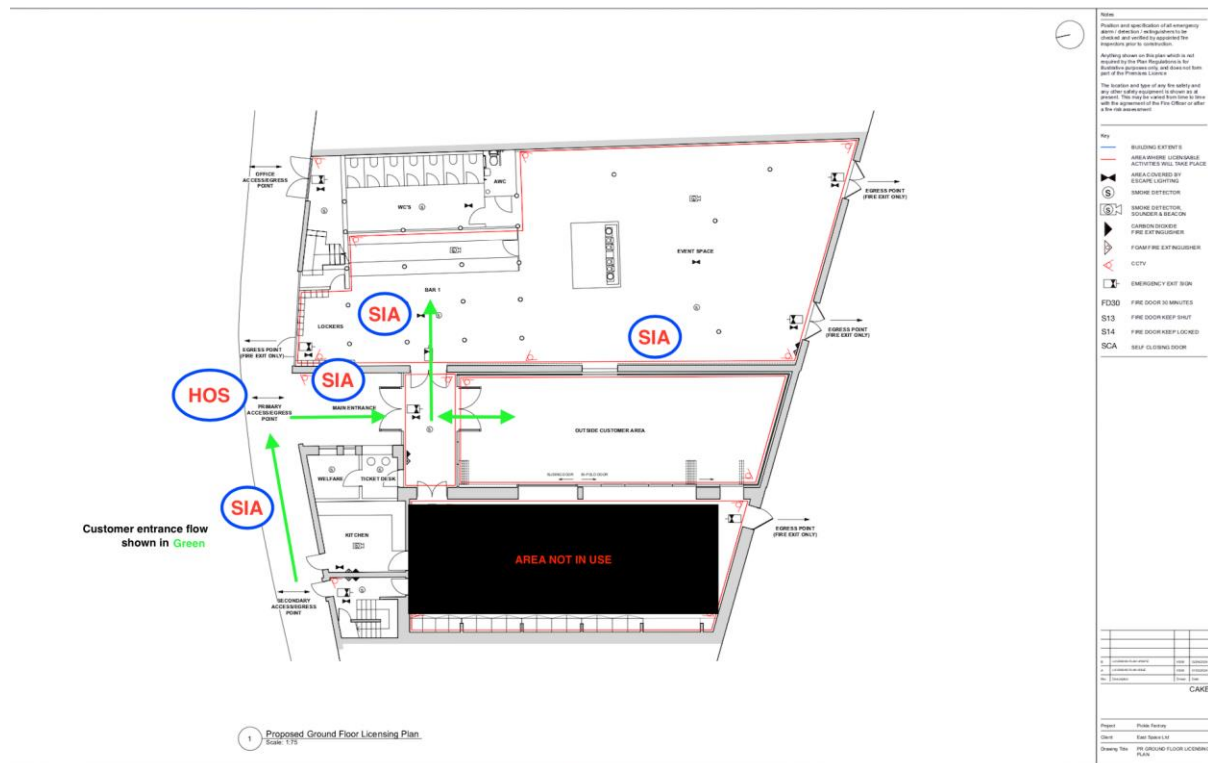 OFFICE
ACCESS/EGRESS
POINT
WC'S
S
AWC
EGRESS POINT
(FIRE EXIT ONLY)
EVENT SPACE
BAR 1
SIA
SIA
LOCKERS
EGRESS POINT
(FIRE EXIT ONLY)
EGRESS POINT
(FIRE EXIT ONLY)
SIA
HOS
PRIMARY
ACCESS/EGRESS
POINT
MAIN ENTRANCE
OUTSIDE CUSTOMER AREA
WELFARE
TICKET DESK
SIA
Customer entrance flow
shown in Green
KITCHEN
AREA NOT IN USE
EGRESS POINT
(FIRE EXIT ONLY)
SECONDARY
ACCESS/EGRESS
POINT
1
Proposed Ground Floor Licensing Plan
Scale: 1:75
Notes
Position and specification of all emergency
alarm / detection / extinguishers to be
checked and verified by appointed fire
inspectors prior to construction.
Anything shown on this plan which is not
required by the Plan Regulations is for
illustrative purposes only, and does not form
part of the Premises Licence
The location and type of any fire safety and
any other safety equipment is shown as at
present. This may be varied from time to time
with the agreement of the Fire Officer or after
a fire risk assessment
Key
BUILDING EXTENTS
AREA WHERE LICENSABLE
ACTIVITIES WILL TAKE PLACE
AREA COVERED BY
ESCAPE LIGHTING
S SMOKE DETECTOR
S SMOKE DETECTOR,
SOUNDER & BEACON
CARBON DIOXIDE
FIRE EXTINGUISHER
FOAM FIRE EXTINGUISHER
CCTV
EMERGENCY EXIT SIGN
FD30 FIRE DOOR 30 MINUTES
S13 FIRE DOOR KEEP SHUT
S14 FIRE DOOR KEEP LOCKED
SCA SELF CLOSING DOOR
CAKE
Project Pickle Factory
Client East Space Ltd
Drawing Title PR GROUND FLOOR LICENSING
PLAN